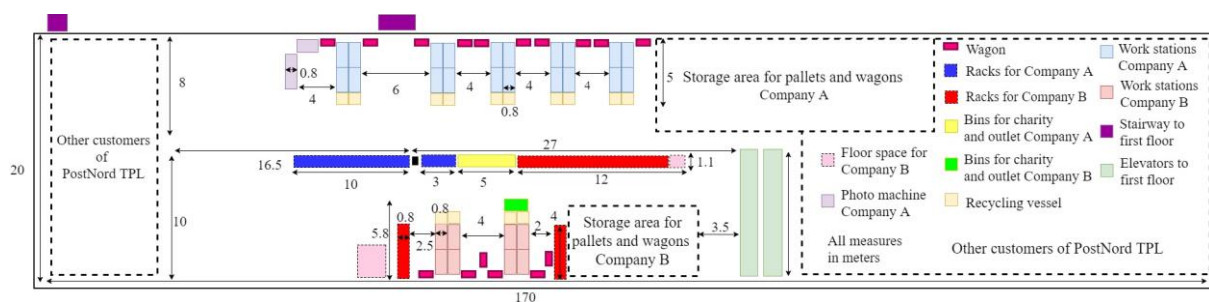 Other customers
of
PostNord TPL
20
8
10
0.8
4
6
4
4
4
0.8
5
Storage area for pallets and wagons
Company A
27
16.5
10
3
5
12
1.1
5.8
0.8
2.5
0.8
4
2
4
Storage area for
pallets and wagons
Company B
3.5
170
Wagon
Racks for Company A
Racks for Company B
Bins for charity
and outlet Company A
Floor space for
Company B
Bins for charity
and outlet Company B
Photo machine
Company A
Recycling vessel
Work stations
Company A
Work stations
Company B
Stairway to
first floor
Elevators to
first floor
All measures
in meters
Other customers of PostNord TPL